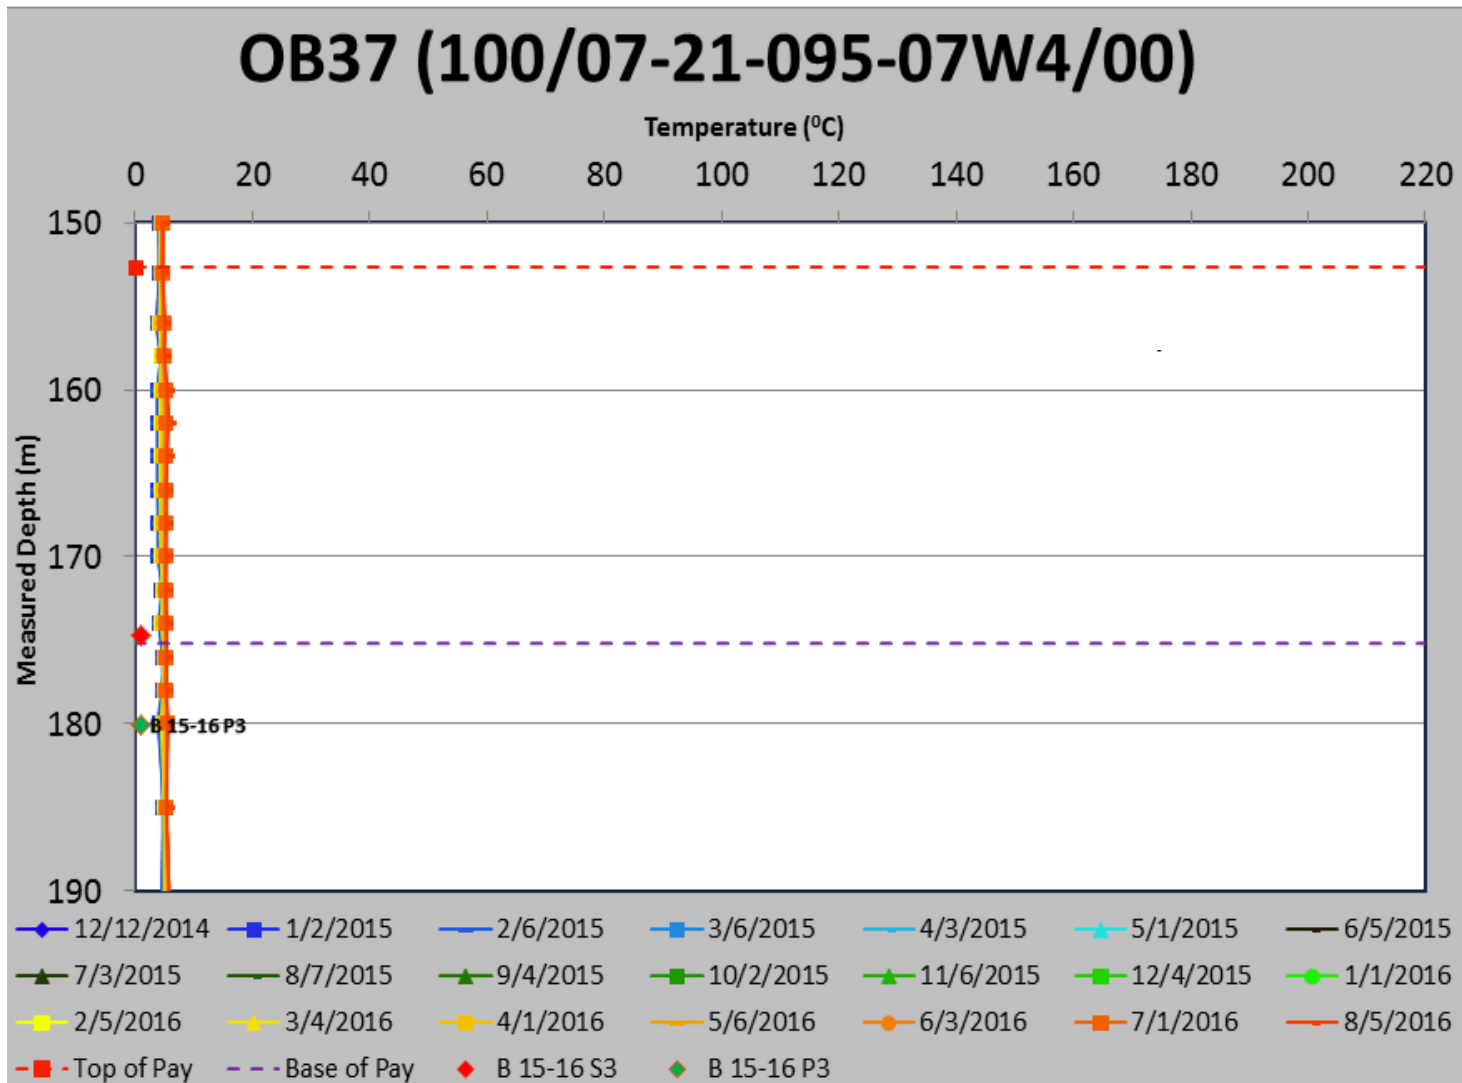 OB37 (100/07-21-095-07W4/00)
Temperature (⁰C)
0 20 40 60 80 100 120 140 160 180 200 220
Measured Depth (m)
150
160
170
180
190
B 15-16 P3
12/12/2014 1/2/2015 2/6/2015 3/6/2015 4/3/2015 5/1/2015 6/5/2015
7/3/2015 8/7/2015 9/4/2015 10/2/2015 11/6/2015 12/4/2015 1/1/2016
2/5/2016 3/4/2016 4/1/2016 5/6/2016 6/3/2016 7/1/2016 8/5/2016
Top of Pay Base of Pay B 15-16 S3 B 15-16 P3